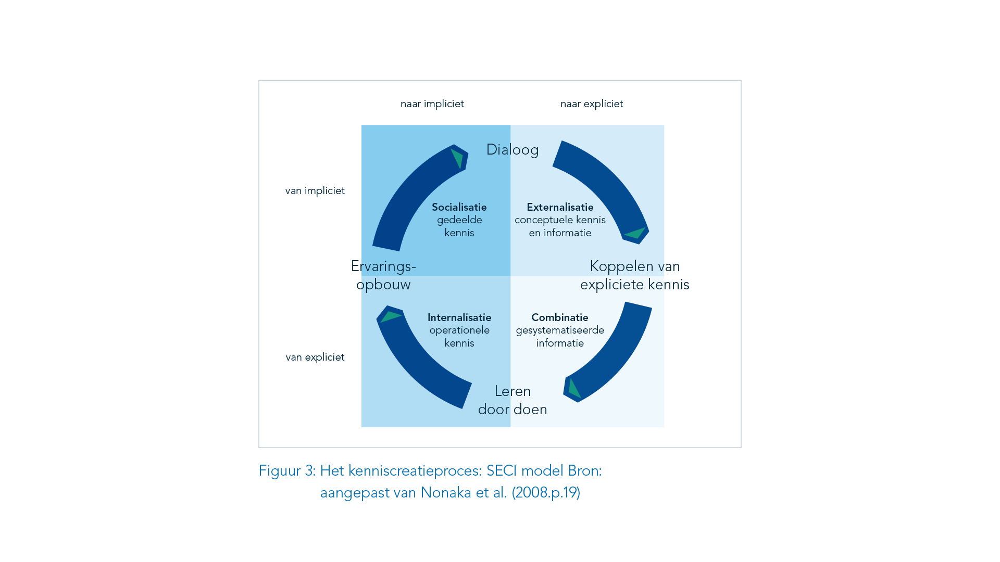 naar impliciet
naar expliciet
Dialoog
van impliciet
Socialisatie
gedeelde
kennis
Externalisatie
conceptuele kennis
en informatie
Ervarings-
opbouw
Koppelen van
expliciete kennis
Internalisatie
operationele
kennis
Combinatie
gesystematiseerde
informatie
van expliciet
Leren
door doen
Figuur 3: Het kenniscreatieproces: SECI model Bron:
aangepast van Nonaka et al. (2008.p.19)